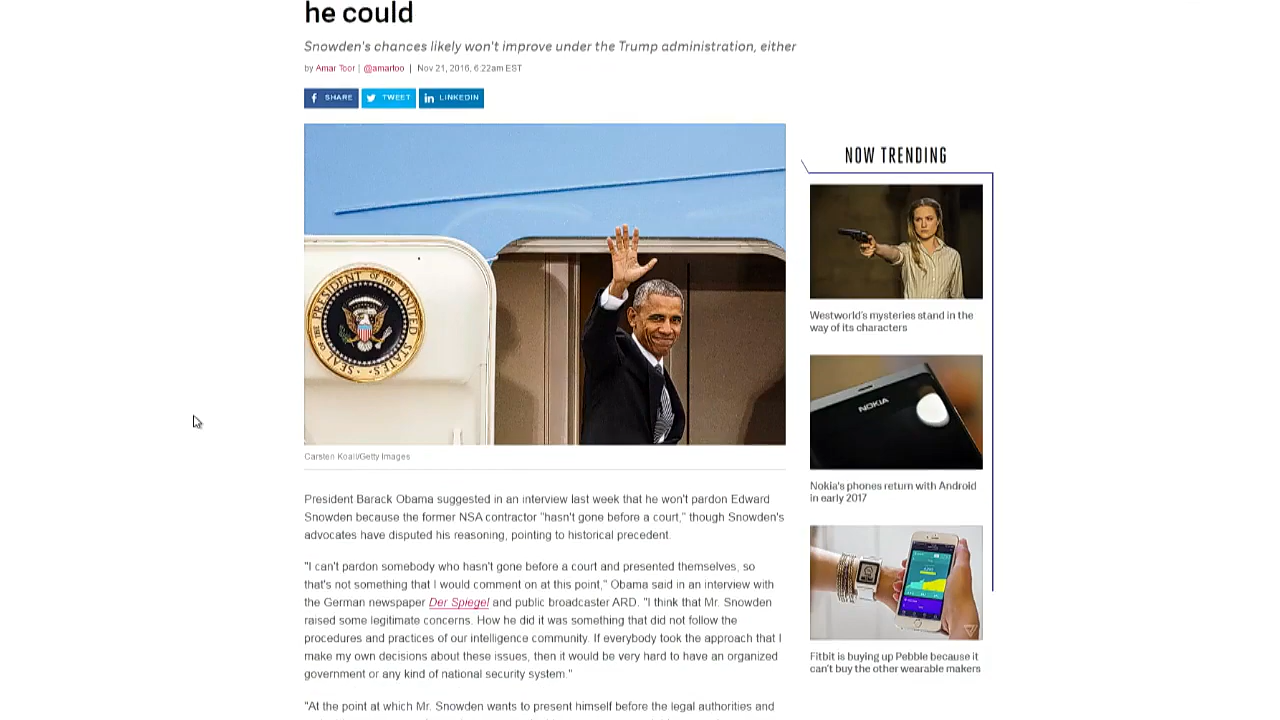 he could
Snowden's chances likely won't improve under the Trump administration, either
by Amar Toor | @amartoo | Nov 21, 2016, 6:22am EST
SHARE
TWEET
LINKEDIN
PRESIDENT OF THE UNITED STATES
SEAL OF THE
Carsten Koall/Getty Images
President Barack Obama suggested in an interview last week that he won't pardon Edward
Snowden because the former NSA contractor "hasn't gone before a court," though Snowden's
advocates have disputed his reasoning, pointing to historical precedent.
"I can't pardon somebody who hasn't gone before a court and presented themselves, so
that's not something that I would comment on at this point," Obama said in an interview with
the German newspaper Der Spiegel and public broadcaster ARD. "I think that Mr. Snowden
raised some legitimate concerns. How he did it was something that did not follow the
procedures and practices of our intelligence community. If everybody took the approach that I
make my own decisions about these issues, then it would be very hard to have an organized
government or any kind of national security system."
"At the point at which Mr. Snowden wants to present himself before the legal authorities and
NOW TRENDING
Westworld's mysteries stand in the
way of its characters
NOKIA
Nokia's phones return with Android
in early 2017
Fitbit is buying up Pebble because it
can't buy the other wearable makers